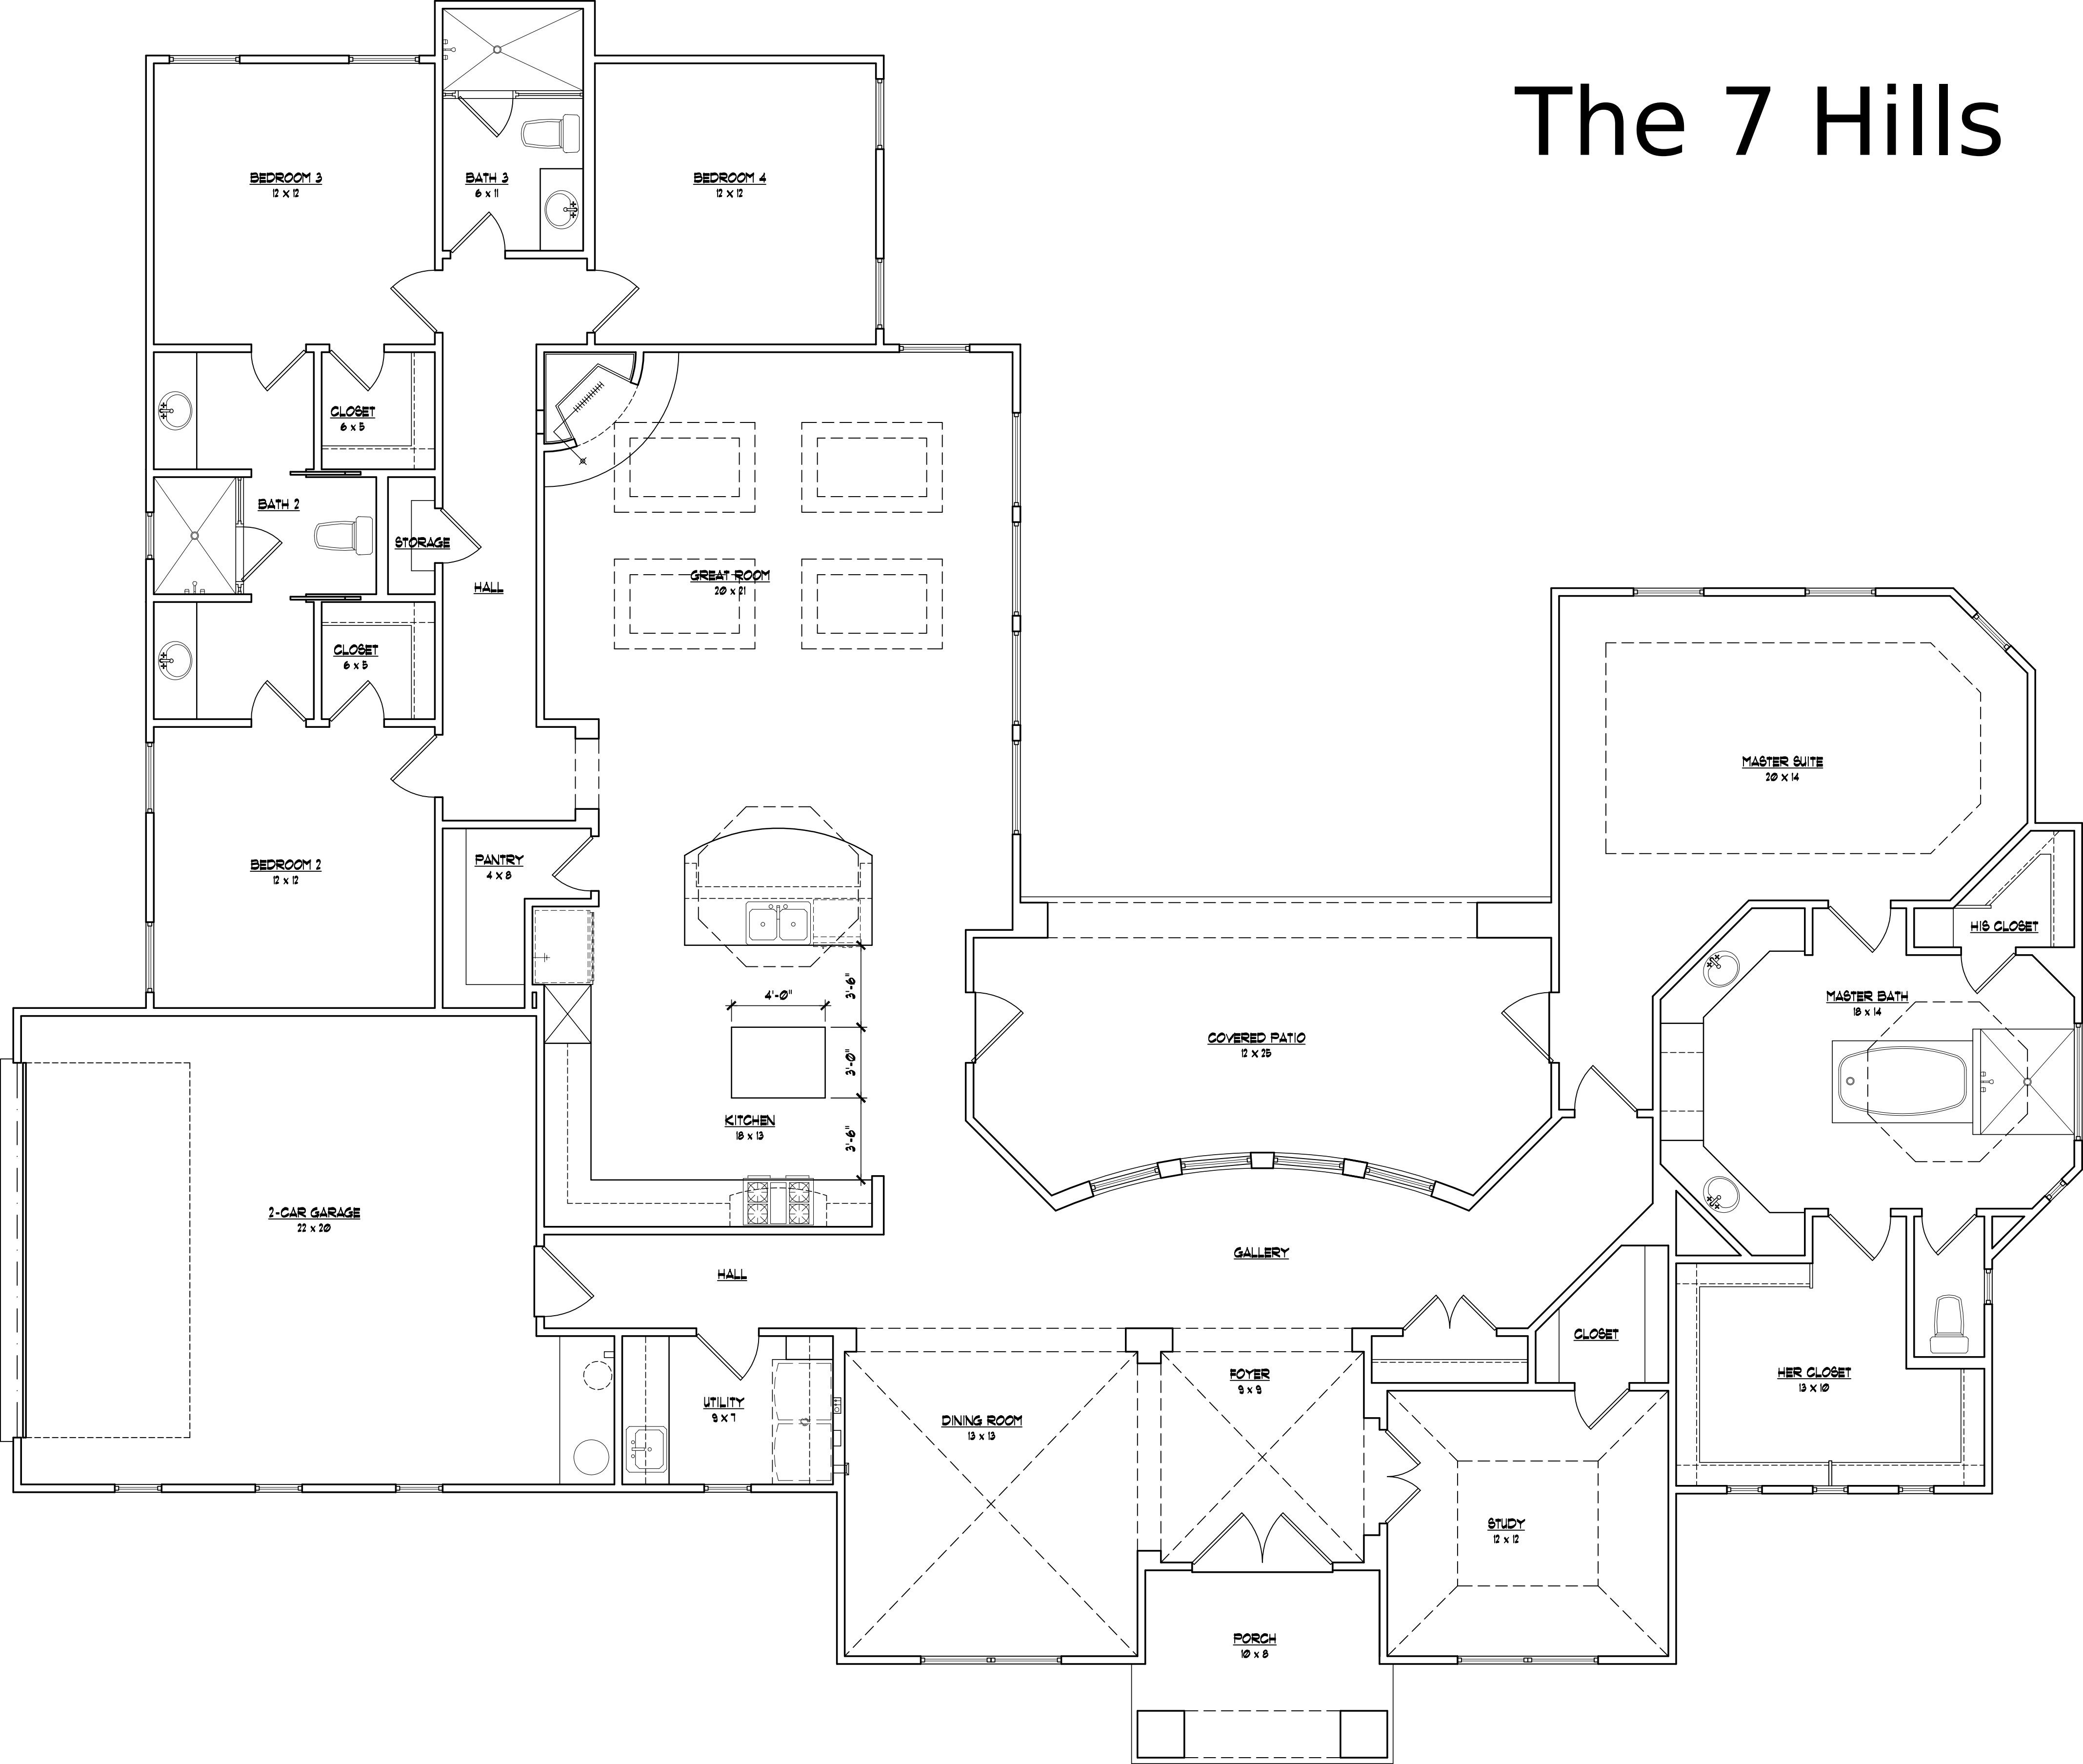 The 7 Hills
BEDROOM 3
12 x 12
BATH 3
6 x 11
BEDROOM 4
12 x 12
CLOSET
6 x 5
BATH 2
STORAGE
HALL
GREAT ROOM
20 x 21
CLOSET
6 x 5
MASTER SUITE
20 x 14
BEDROOM 2
12 x 12
PANTRY
4 x 8
HIS CLOSET
4'-0"
3'-6"
MASTER BATH
18 x 14
COVERED PATIO
12 x 25
3'-0"
KITCHEN
18 x 13
3'-6"
2-CAR GARAGE
22 x 20
HALL
GALLERY
CLOSET
UTILITY
9 x 7
DINING ROOM
13 x 13
FOYER
9 x 9
HER CLOSET
13 x 10
STUDY
12 x 12
PORCH
10 x 8